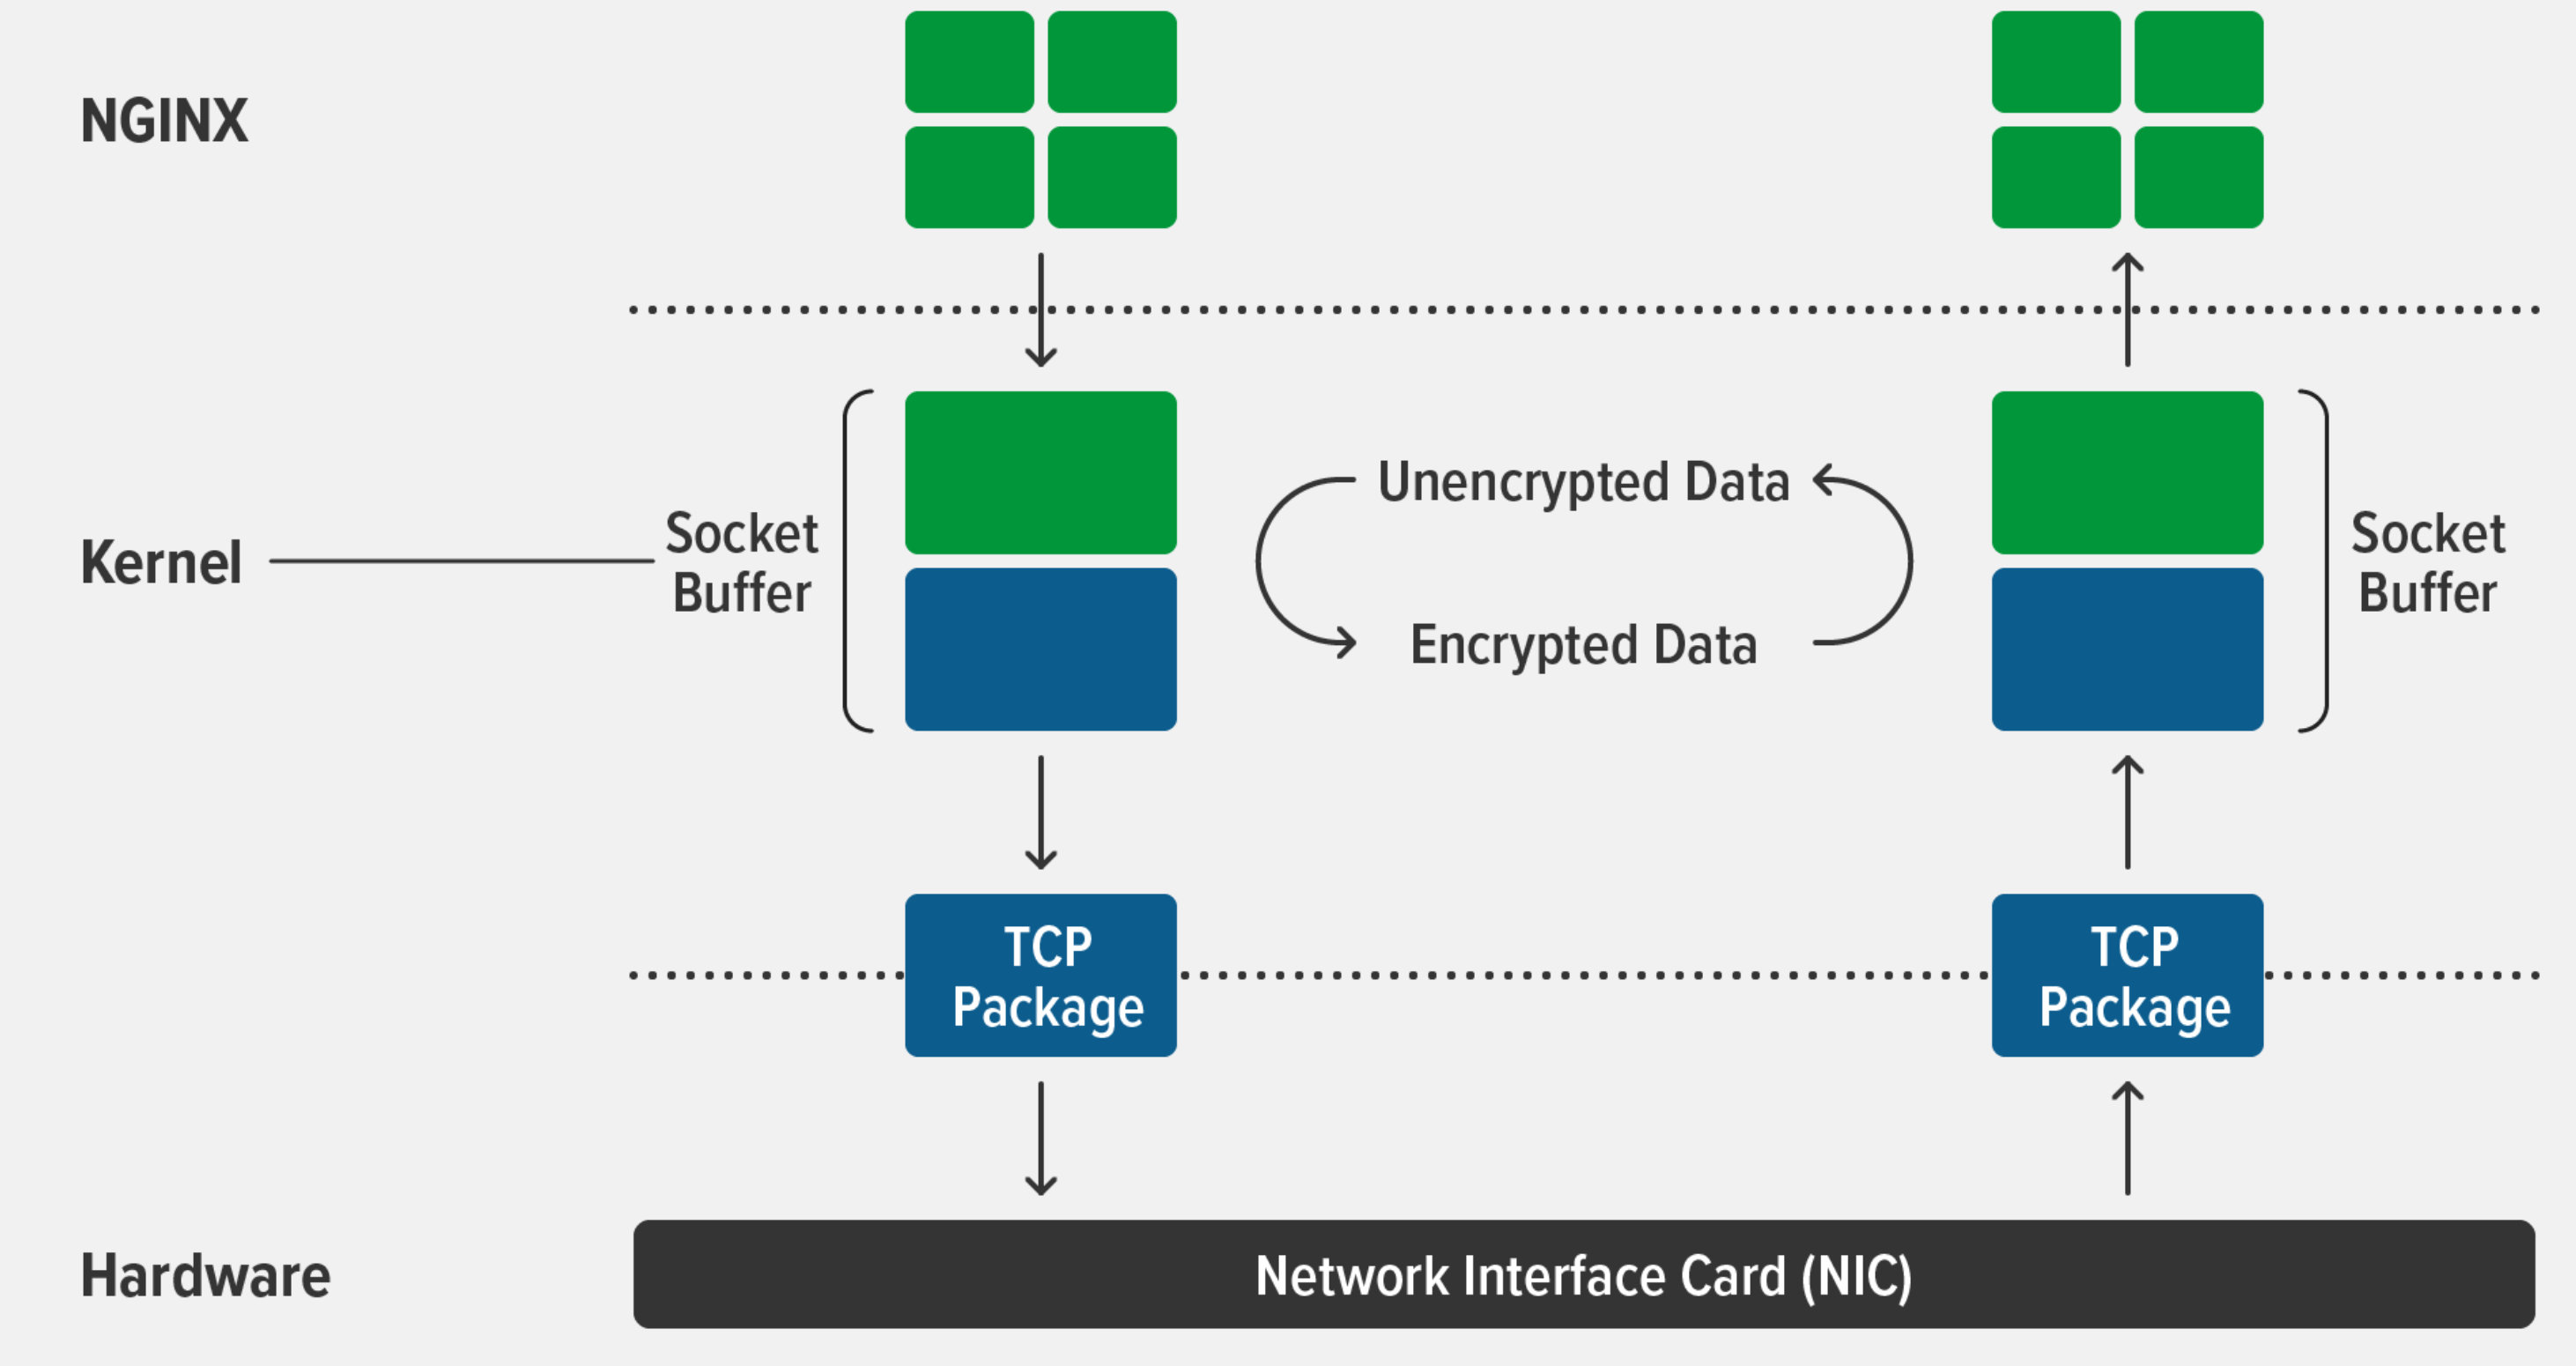 NGINX
Kernel
Socket
Buffer
Unencrypted Data
Encrypted Data
Socket
Buffer
TCP
Package
TCP
Package
Hardware
Network Interface Card (NIC)